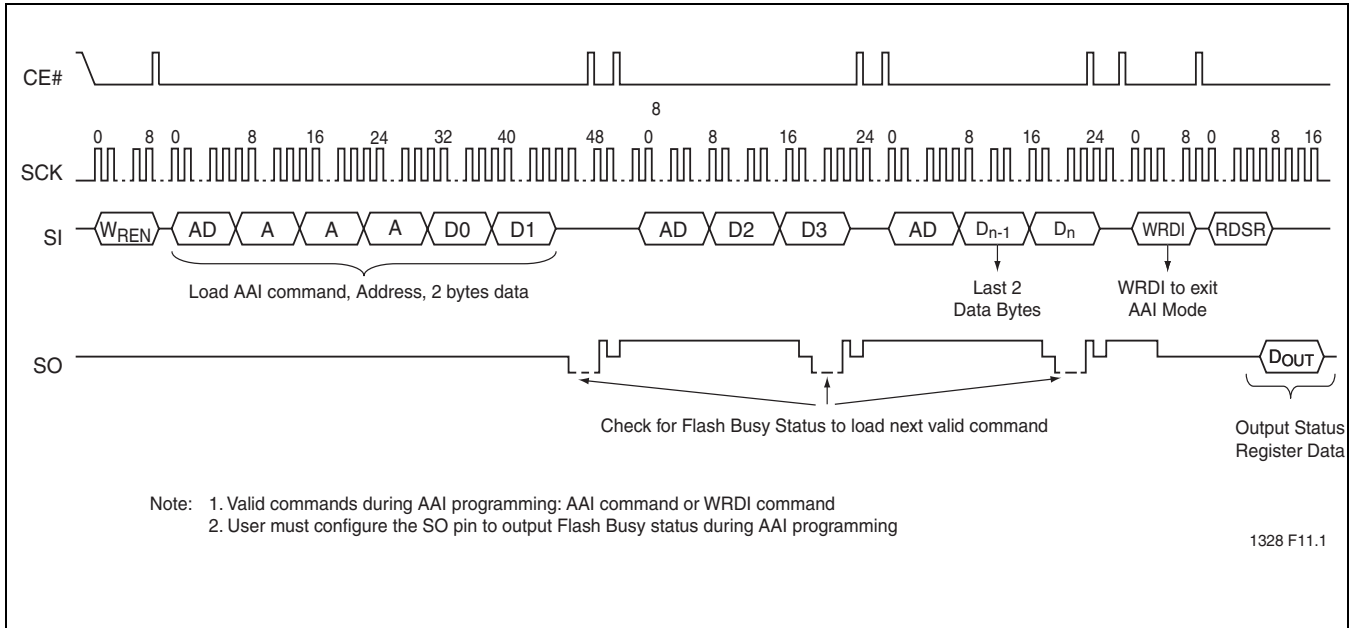 CE#
8
0 8 0 8 16 24 32 40 48 0 8 16 24 0 8 16 24 0 8 0 8 16
SCK
SI WREN AD A A A D0 D1 AD D2 D3 AD Dn-1 Dn WRDI RDSR
Load AAI command, Address, 2 bytes data
Last 2
Data Bytes
WRDI to exit
AAI Mode
SO DOUT
Check for Flash Busy Status to load next valid command
Output Status
Register Data
Note: 1. Valid commands during AAI programming: AAI command or WRDI command
2. User must configure the SO pin to output Flash Busy status during AAI programming
1328 F11.1